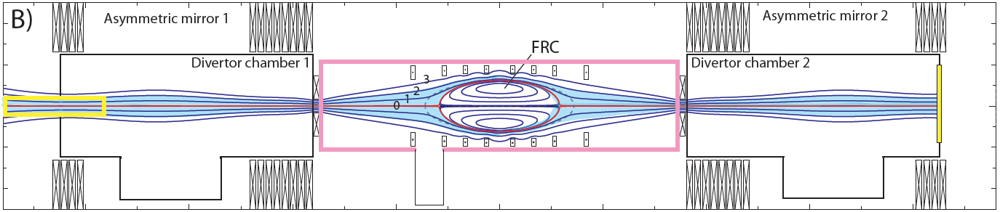 B)
Asymmetric mirror 1
Asymmetric mirror 2
FRC
Divertor chamber 1
Divertor chamber 2
3
2
1
0